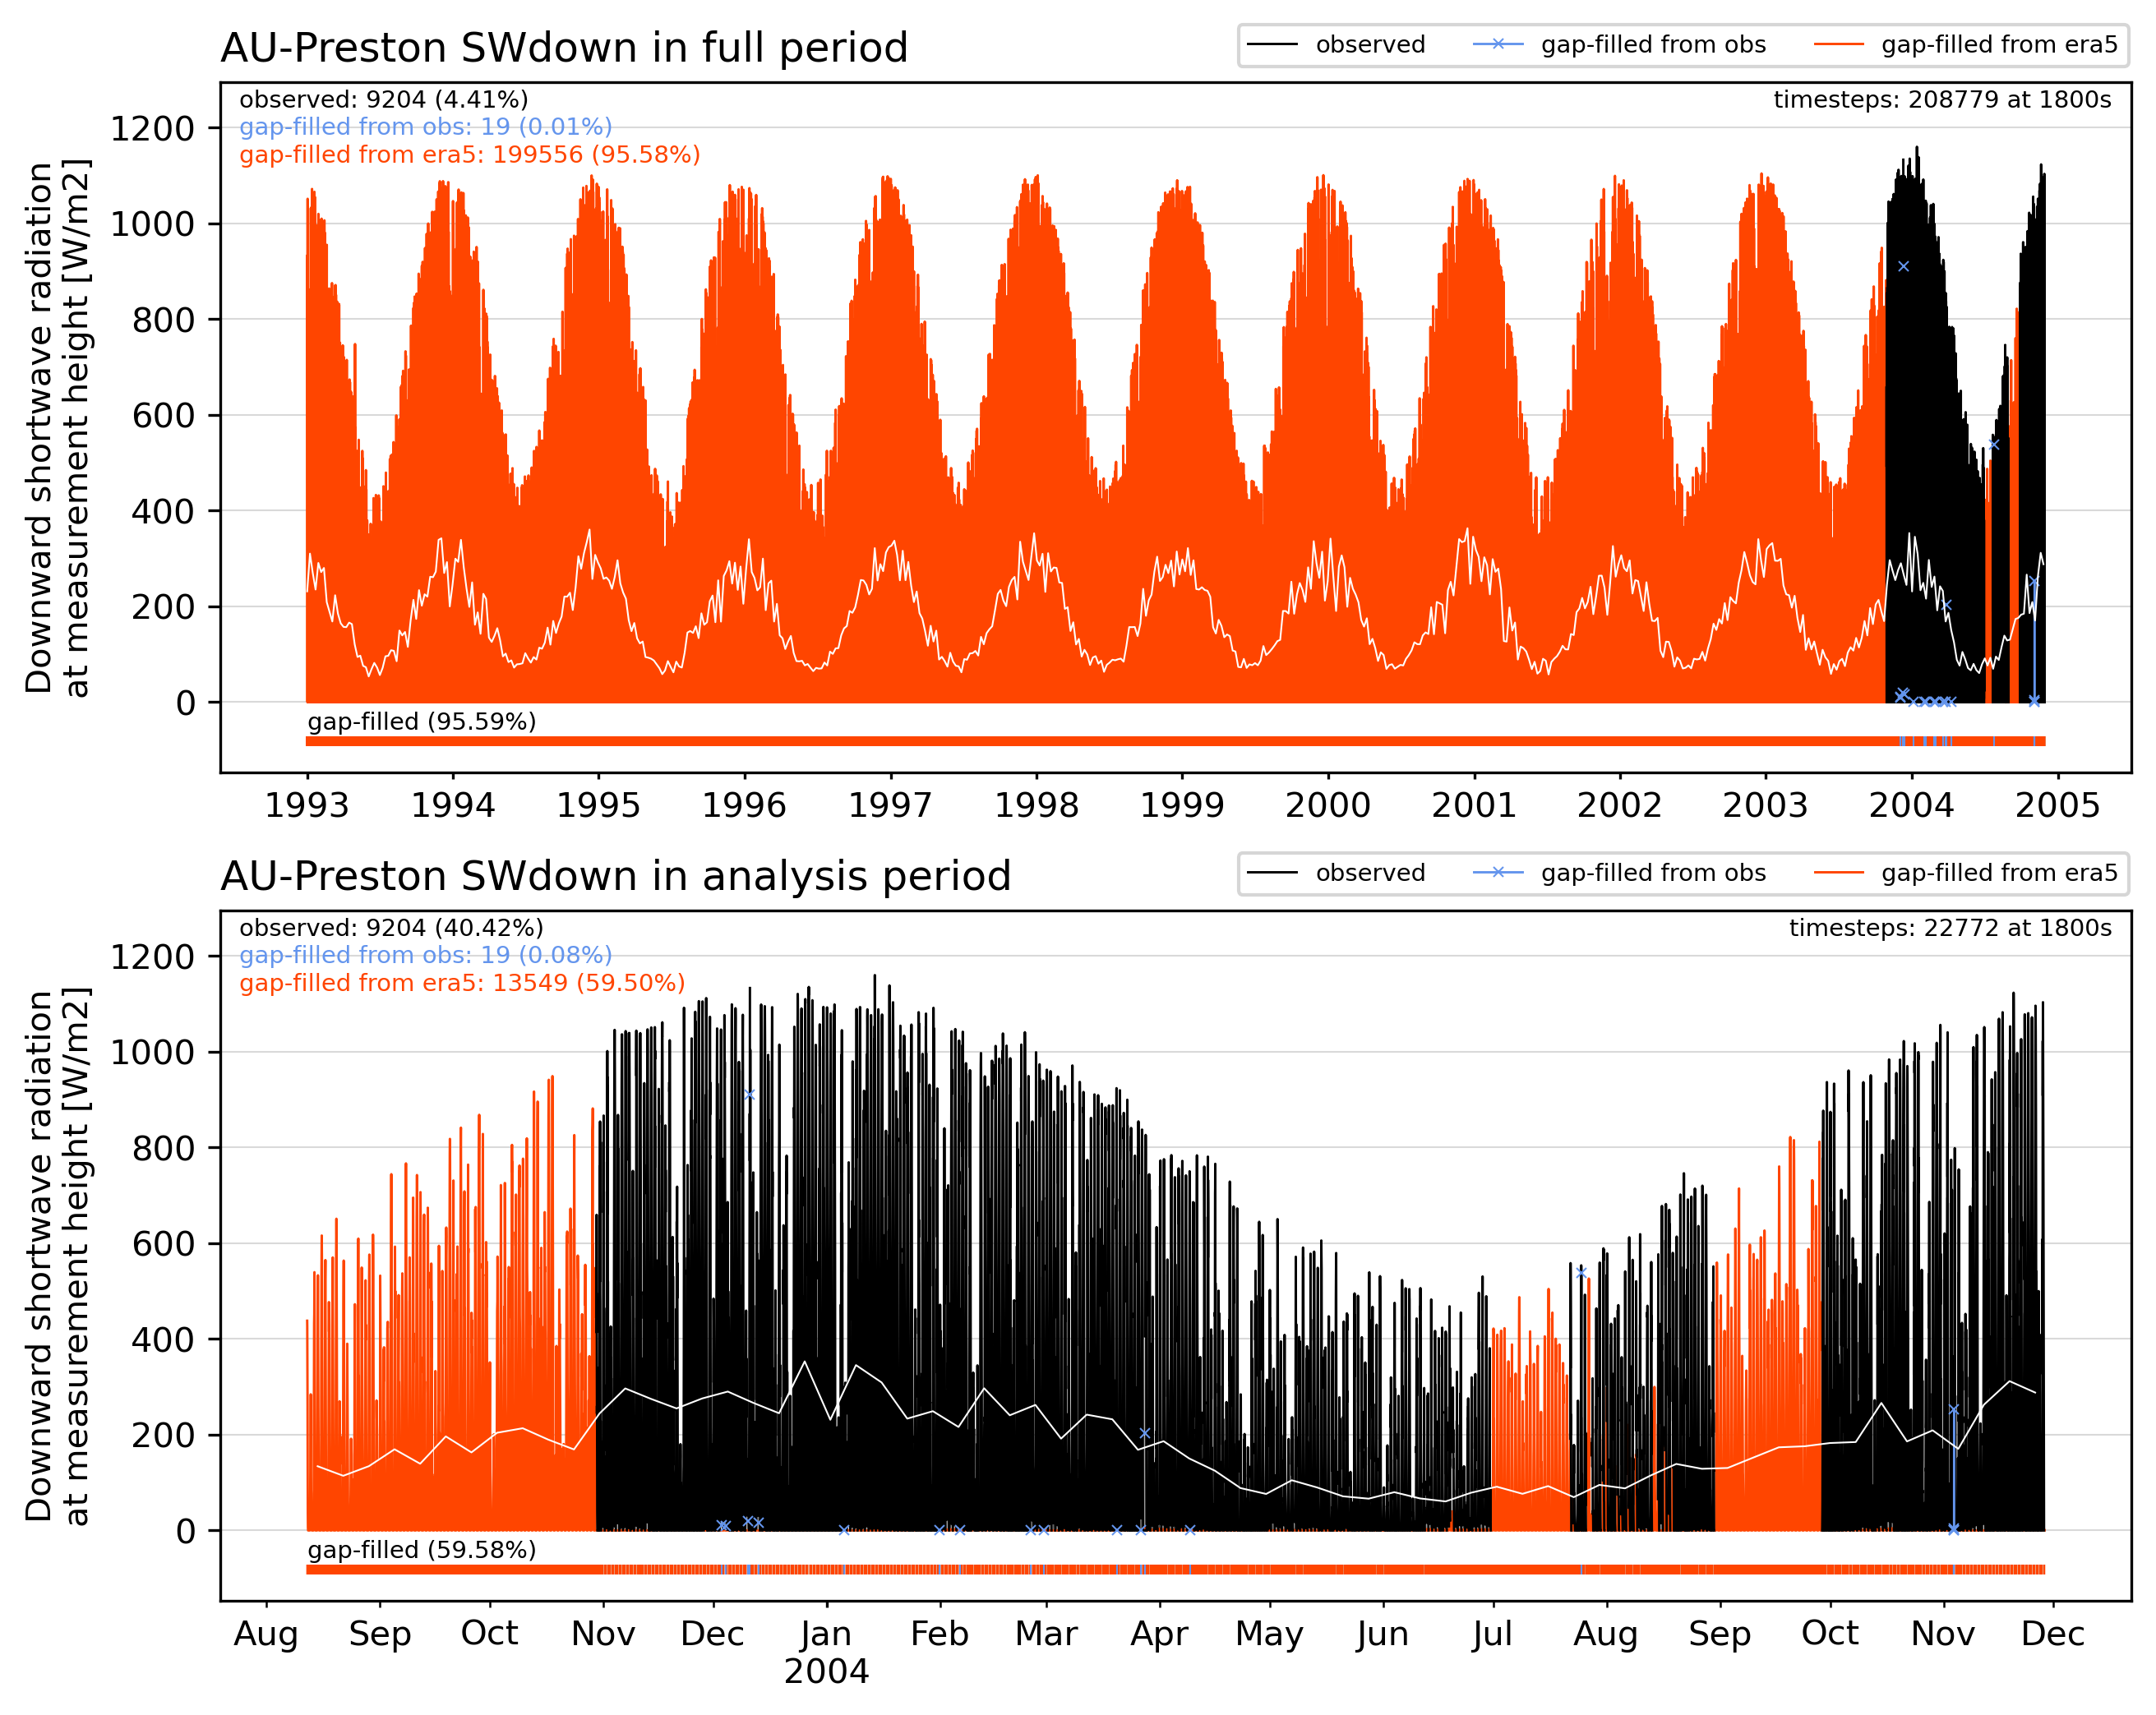 AU-Preston SWdown in full period
observed
gap-filled from obs
gap-filled from era5
observed: 9204 (4.41%)
gap-filled from obs: 19 (0.01%)
gap-filled from era5: 199556 (95.58%)
timesteps: 208779 at 1800s
Downward shortwave radiation
at measurement height [W/m2]
1200
1000
800
600
400
200
0
gap-filled (95.59%)
1993 1994 1995 1996 1997 1998 1999 2000 2001 2002 2003 2004 2005
AU-Preston SWdown in analysis period
observed
gap-filled from obs
gap-filled from era5
observed: 9204 (40.42%)
gap-filled from obs: 19 (0.08%)
gap-filled from era5: 13549 (59.50%)
timesteps: 22772 at 1800s
Downward shortwave radiation
at measurement height [W/m2]
1200
1000
800
600
400
200
0
gap-filled (59.58%)
Aug Sep Oct Nov Dec Jan Feb Mar Apr May Jun Jul Aug Sep Oct Nov Dec
2004